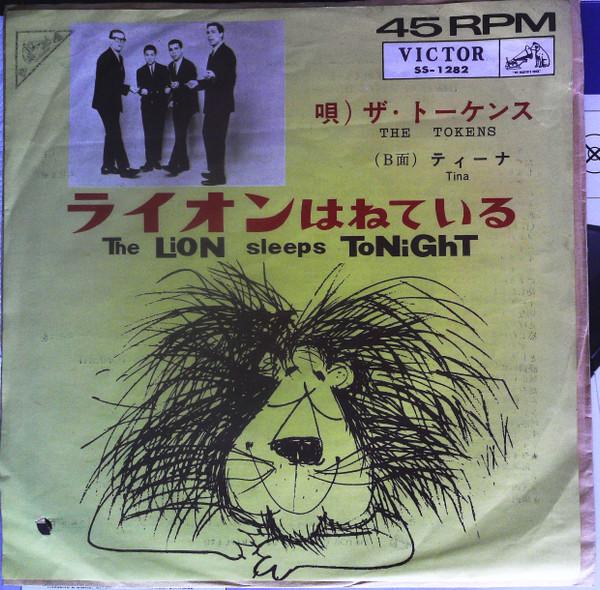 45 RPM
VICTOR
SS-1282
唄) ザ・トーケンス
THE TOKENS
(B面) ティーナ
Tina
ライオンはねている
The LiON sleeps ToNiGhT